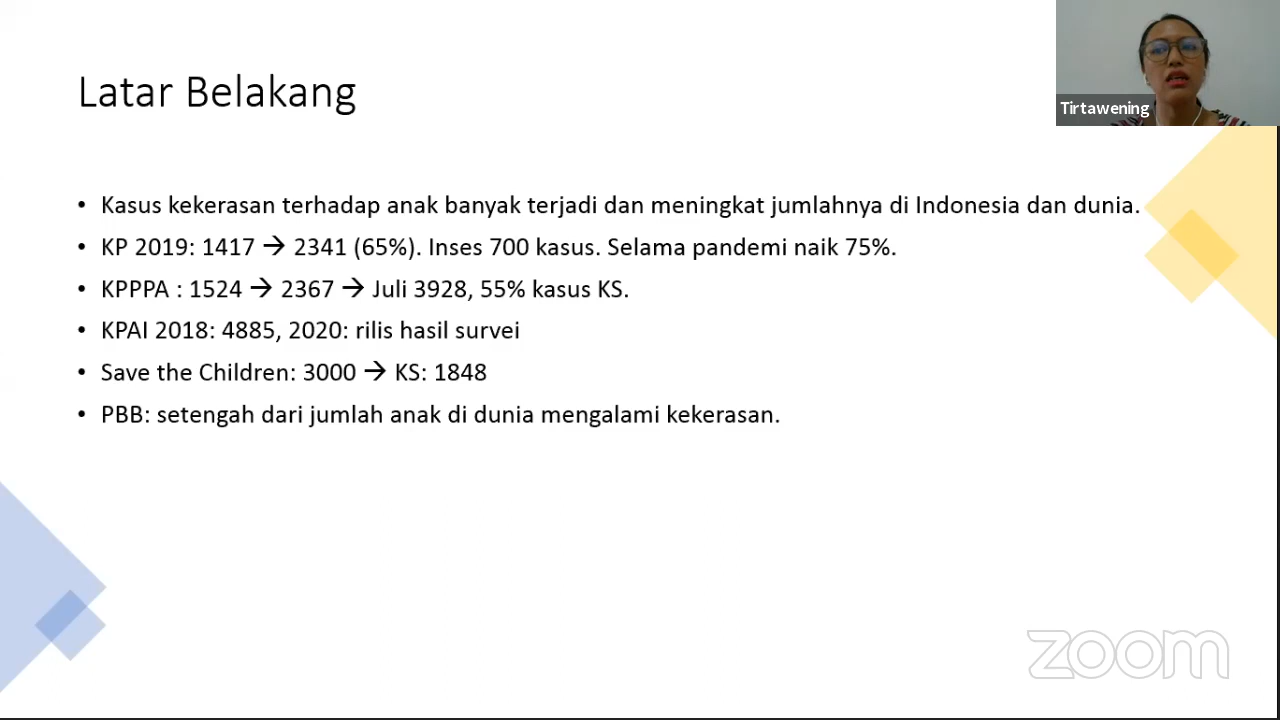 Latar Belakang
Tirtawening
• Kasus kekerasan terhadap anak banyak terjadi dan meningkat jumlahnya di Indonesia dan dunia.
• KP 2019: 1417 → 2341 (65%). Inses 700 kasus. Selama pandemi naik 75%.
• KPPPA : 1524 → 2367 → Juli 3928, 55% kasus KS.
• KPAI 2018: 4885, 2020: rilis hasil survei
• Save the Children: 3000 → KS: 1848
• PBB: setengah dari jumlah anak di dunia mengalami kekerasan.
zoom